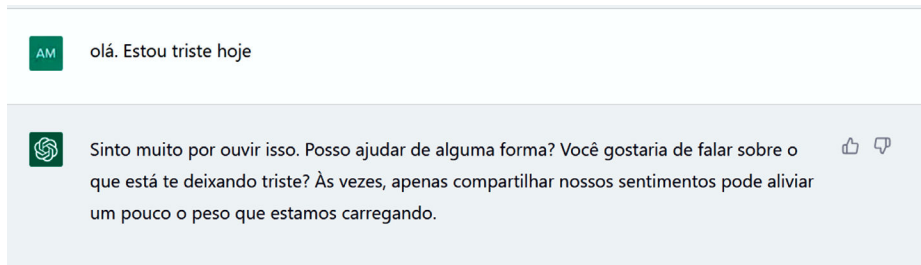 AM
olá. Estou triste hoje
Sinto muito por ouvir isso. Posso ajudar de alguma forma? Você gostaria de falar sobre o
que está te deixando triste? Às vezes, apenas compartilhar nossos sentimentos pode aliviar
um pouco o peso que estamos carregando.